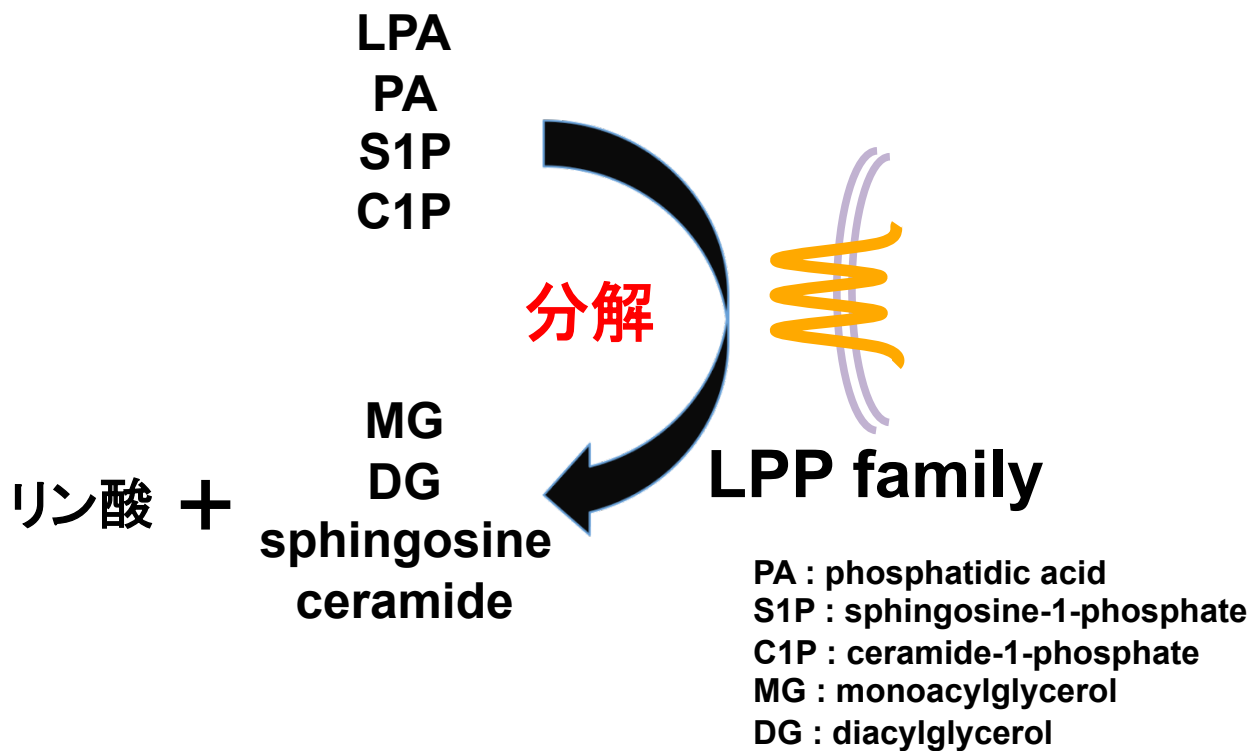 LPA
PA
S1P
C1P
分解
MG
DG
sphingosine
ceramide
リン酸 +
LPP family
PA : phosphatidic acid
S1P : sphingosine-1-phosphate
C1P : ceramide-1-phosphate
MG : monoacylglycerol
DG : diacylglycerol